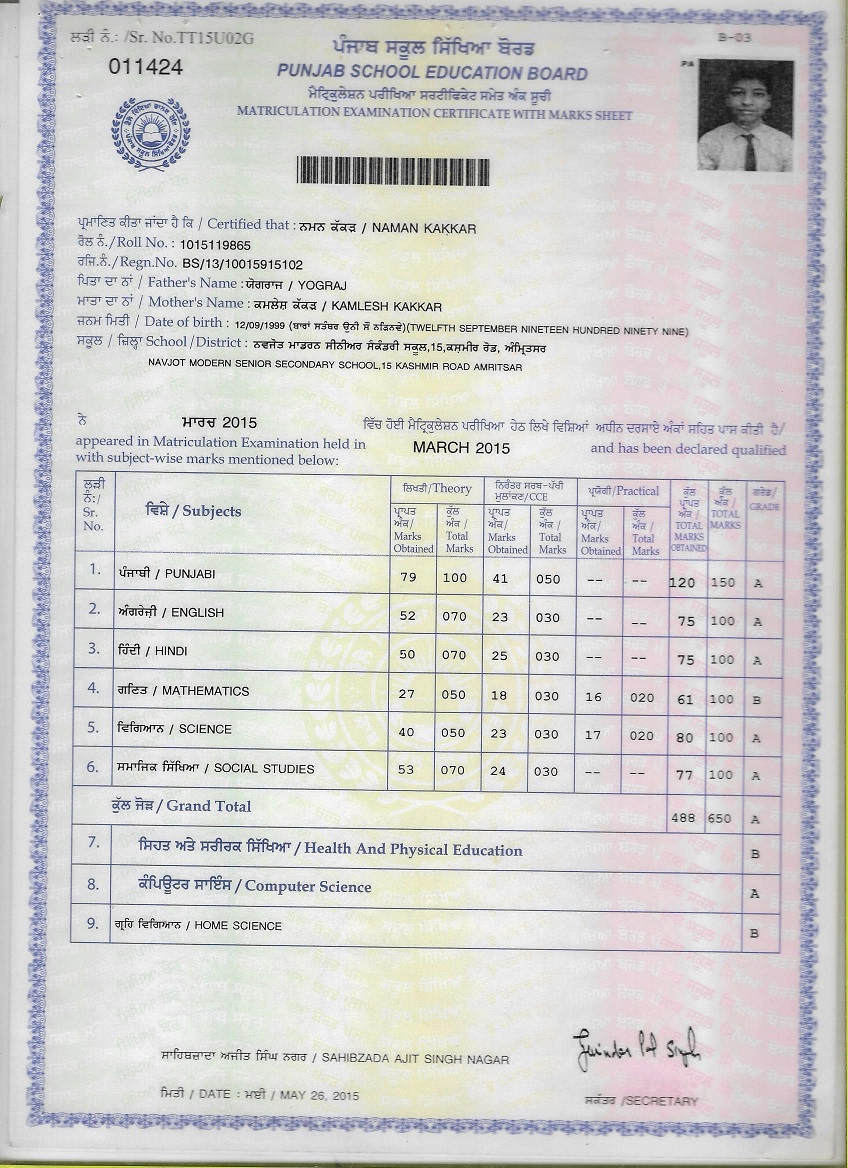 ਲੜੀ ਨੰ.: /Sr. No.TT15U02G
B-03
011424
ਪੰਜਾਬ ਸਕੂਲ ਸਿੱਖਿਆ ਬੋਰਡ
PUNJAB SCHOOL EDUCATION BOARD
PA
ਮੈਟ੍ਰਿਕੁਲੇਸ਼ਨ ਪਰੀਖਿਆ ਸਰਟੀਫਿਕੇਟ ਸਮੇਤ ਅੰਕ ਸੂਚੀ
MATRICULATION EXAMINATION CERTIFICATE WITH MARKS SHEET
ਪ੍ਰਮਾਣਿਤ ਕੀਤਾ ਜਾਂਦਾ ਹੈ ਕਿ / Certified that : ਨਮਨ ਕੱਕੜ / NAMAN KAKKAR
ਰੋਲ ਨੰ./Roll No. : 1015119865
ਰਜਿ.ਨੰ./Regn.No. BS/13/10015915102
ਪਿਤਾ ਦਾ ਨਾਂ / Father's Name :ਯੋਗਰਾਜ / YOGRAJ
ਮਾਤਾ ਦਾ ਨਾਂ / Mother's Name : ਕਮਲੇਸ਼ ਕੱਕੜ / KAMLESH KAKKAR
ਜਨਮ ਮਿਤੀ / Date of birth : 12/09/1999 (ਬਾਰਾਂ ਸਤੰਬਰ ਉਨੀ ਸੌ ਨਡਿਨਵੇ)(TWELFTH SEPTEMBER NINETEEN HUNDRED NINETY NINE)
ਸਕੂਲ / ਜ਼ਿਲ੍ਹਾ School /District : ਨਵਜੋਤ ਮਾਡਰਨ ਸੀਨੀਅਰ ਸੈਕੰਡਰੀ ਸਕੂਲ,15,ਕਸ਼ਮੀਰ ਰੋਡ, ਅੰਮ੍ਰਿਤਸਰ
NAVJOT MODERN SENIOR SECONDARY SCHOOL,15 KASHMIR ROAD AMRITSAR
ਨੇ ਮਾਰਚ 2015 ਵਿੱਚ ਹੋਈ ਮੈਟ੍ਰਿਕੁਲੇਸ਼ਨ ਪਰੀਖਿਆ ਹੇਠ ਲਿਖੇ ਵਿਸ਼ਿਆਂ ਅਧੀਨ ਦਰਸਾਏ ਅੰਕਾਂ ਸਹਿਤ ਪਾਸ ਕੀਤੀ ਹੈ/
appeared in Matriculation Examination held in MARCH 2015 and has been declared qualified
with subject-wise marks mentioned below:
ਲੜੀ ਨੰ:/ Sr. No.
ਵਿਸ਼ੇ / Subjects
ਲਿਖਤੀ/Theory
ਨਿਰੰਤਰ ਸਰਬ-ਪੱਖੀ ਮੁਲਾਂਕਣ/CCE
ਪ੍ਰਯੋਗੀ/Practical
ਕੁੱਲ ਪ੍ਰਾਪਤ ਅੰਕ / TOTAL MARKS OBTAINED
ਕੁੱਲ ਅੰਕ / TOTAL MARKS
ਗਰੇਡ/ GRADE
ਪ੍ਰਾਪਤ ਅੰਕ/ Marks Obtained
ਕੁੱਲ ਅੰਕ / Total Marks
ਪ੍ਰਾਪਤ ਅੰਕ/ Marks Obtained
ਕੁੱਲ ਅੰਕ / Total Marks
ਪ੍ਰਾਪਤ ਅੰਕ/ Marks Obtained
ਕੁੱਲ ਅੰਕ / Total Marks
1. ਪੰਜਾਬੀ / PUNJABI 79 100 41 050 -- -- 120 150 A
2. ਅੰਗਰੇਜ਼ੀ / ENGLISH 52 070 23 030 -- -- 75 100 A
3. ਹਿੰਦੀ / HINDI 50 070 25 030 -- -- 75 100 A
4. ਗਣਿਤ / MATHEMATICS 27 050 18 030 16 020 61 100 B
5. ਵਿਗਿਆਨ / SCIENCE 40 050 23 030 17 020 80 100 A
6. ਸਮਾਜਿਕ ਸਿੱਖਿਆ / SOCIAL STUDIES 53 070 24 030 -- -- 77 100 A
ਕੁੱਲ ਜੋੜ / Grand Total 488 650 A
7. ਸਿਹਤ ਅਤੇ ਸਰੀਰਕ ਸਿੱਖਿਆ / Health And Physical Education B
8. ਕੰਪਿਊਟਰ ਸਾਇੰਸ / Computer Science A
9. ਗ੍ਰਹਿ ਵਿਗਿਆਨ / HOME SCIENCE B
ਸਾਹਿਬਜ਼ਾਦਾ ਅਜੀਤ ਸਿੰਘ ਨਗਰ / SAHIBZADA AJIT SINGH NAGAR
ਮਿਤੀ / DATE : ਮਈ / MAY 26, 2015
ਸਕੱਤਰ /SECRETARY